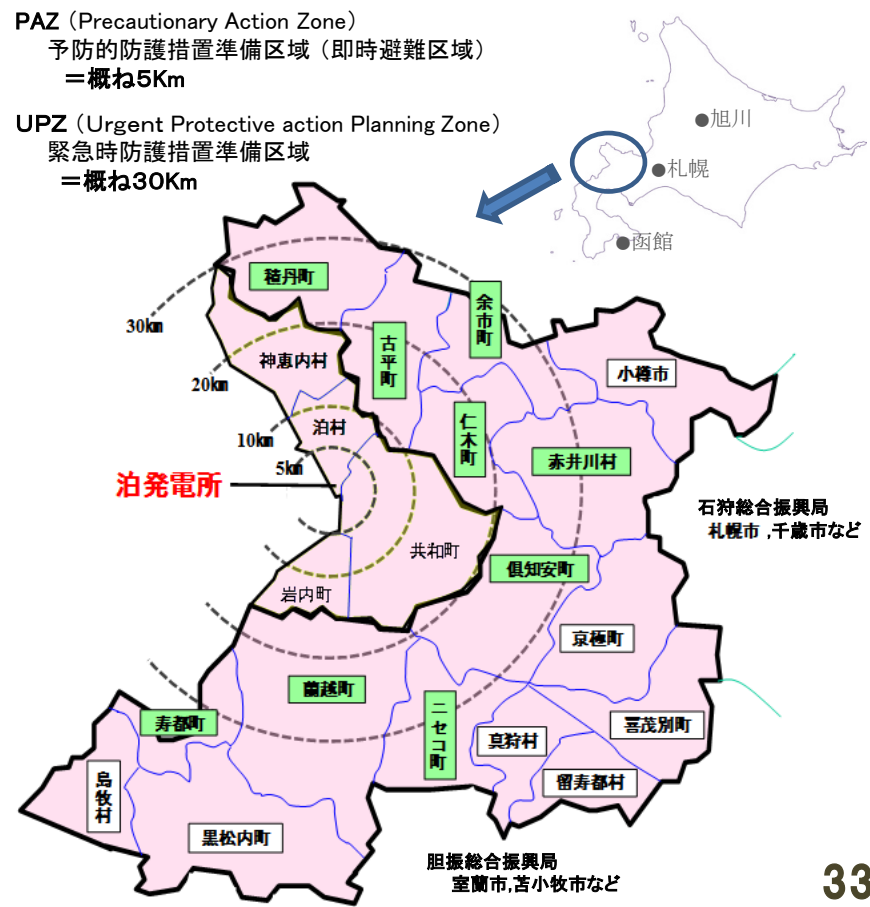 PAZ（Precautionary Action Zone）
予防的防護措置準備区域（即時避難区域）
＝概ね5Km
UPZ（Urgent Protective action Planning Zone）
緊急時防護措置準備区域
＝概ね30Km
●旭川
●札幌
●函館
積丹町
余市町
30㎞
古平町
神恵内村
小樽市
20㎞
仁木町
泊村
10㎞
赤井川村
5㎞
泊発電所
石狩総合振興局
札幌市 ,千歳市など
共和町
倶知安町
岩内町
京極町
蘭越町
ニセコ町
寿都町
喜茂別町
真狩村
島牧村
留寿都村
黒松内町
胆振総合振興局
室蘭市,苫小牧市など
33